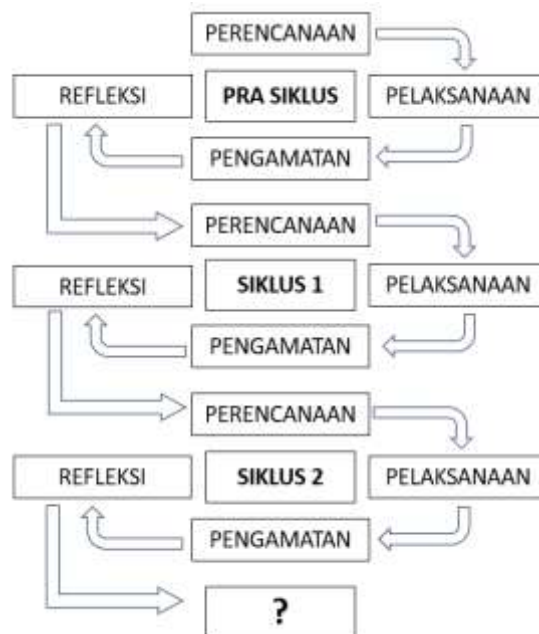 PERENCANAAN
REFLEKSI
PRA SIKLUS
PELAKSANAAN
PENGAMATAN
PERENCANAAN
REFLEKSI
SIKLUS 1
PELAKSANAAN
PENGAMATAN
PERENCANAAN
REFLEKSI
SIKLUS 2
PELAKSANAAN
PENGAMATAN
?